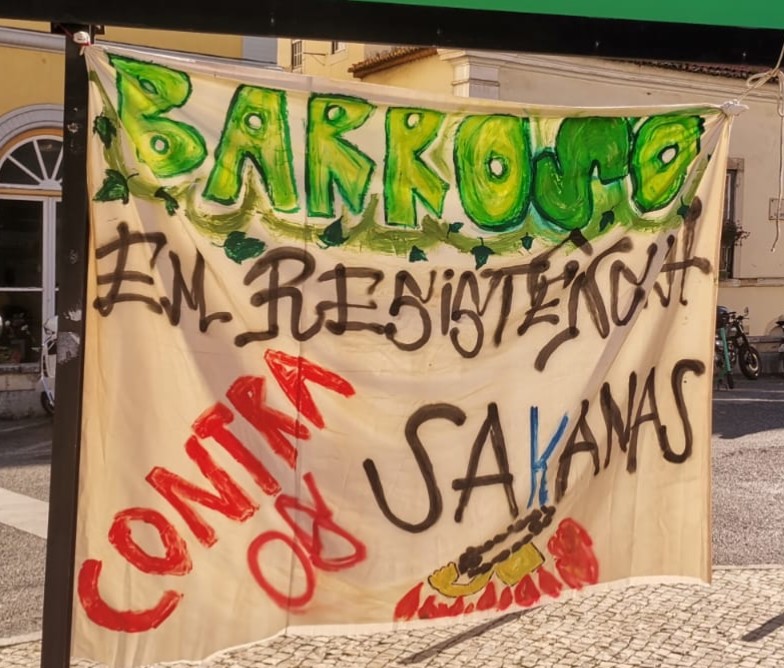 BARROSO
EM RESISTÊNCIA
CONTRA
OS
SAKANAS